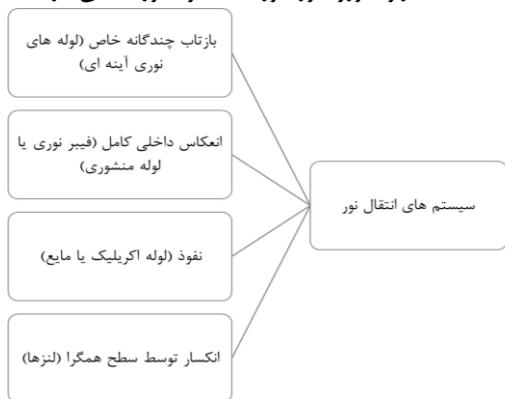 بازتاب چندگانه خاص (لوله های
نوری آینه ای)
انعکاس داخلی کامل (فیبر نوری یا
لوله منشوری)
سیستم های انتقال نور
نفوذ (لوله اکریلیک یا مایع)
انکسار توسط سطح همگرا (لنزها)